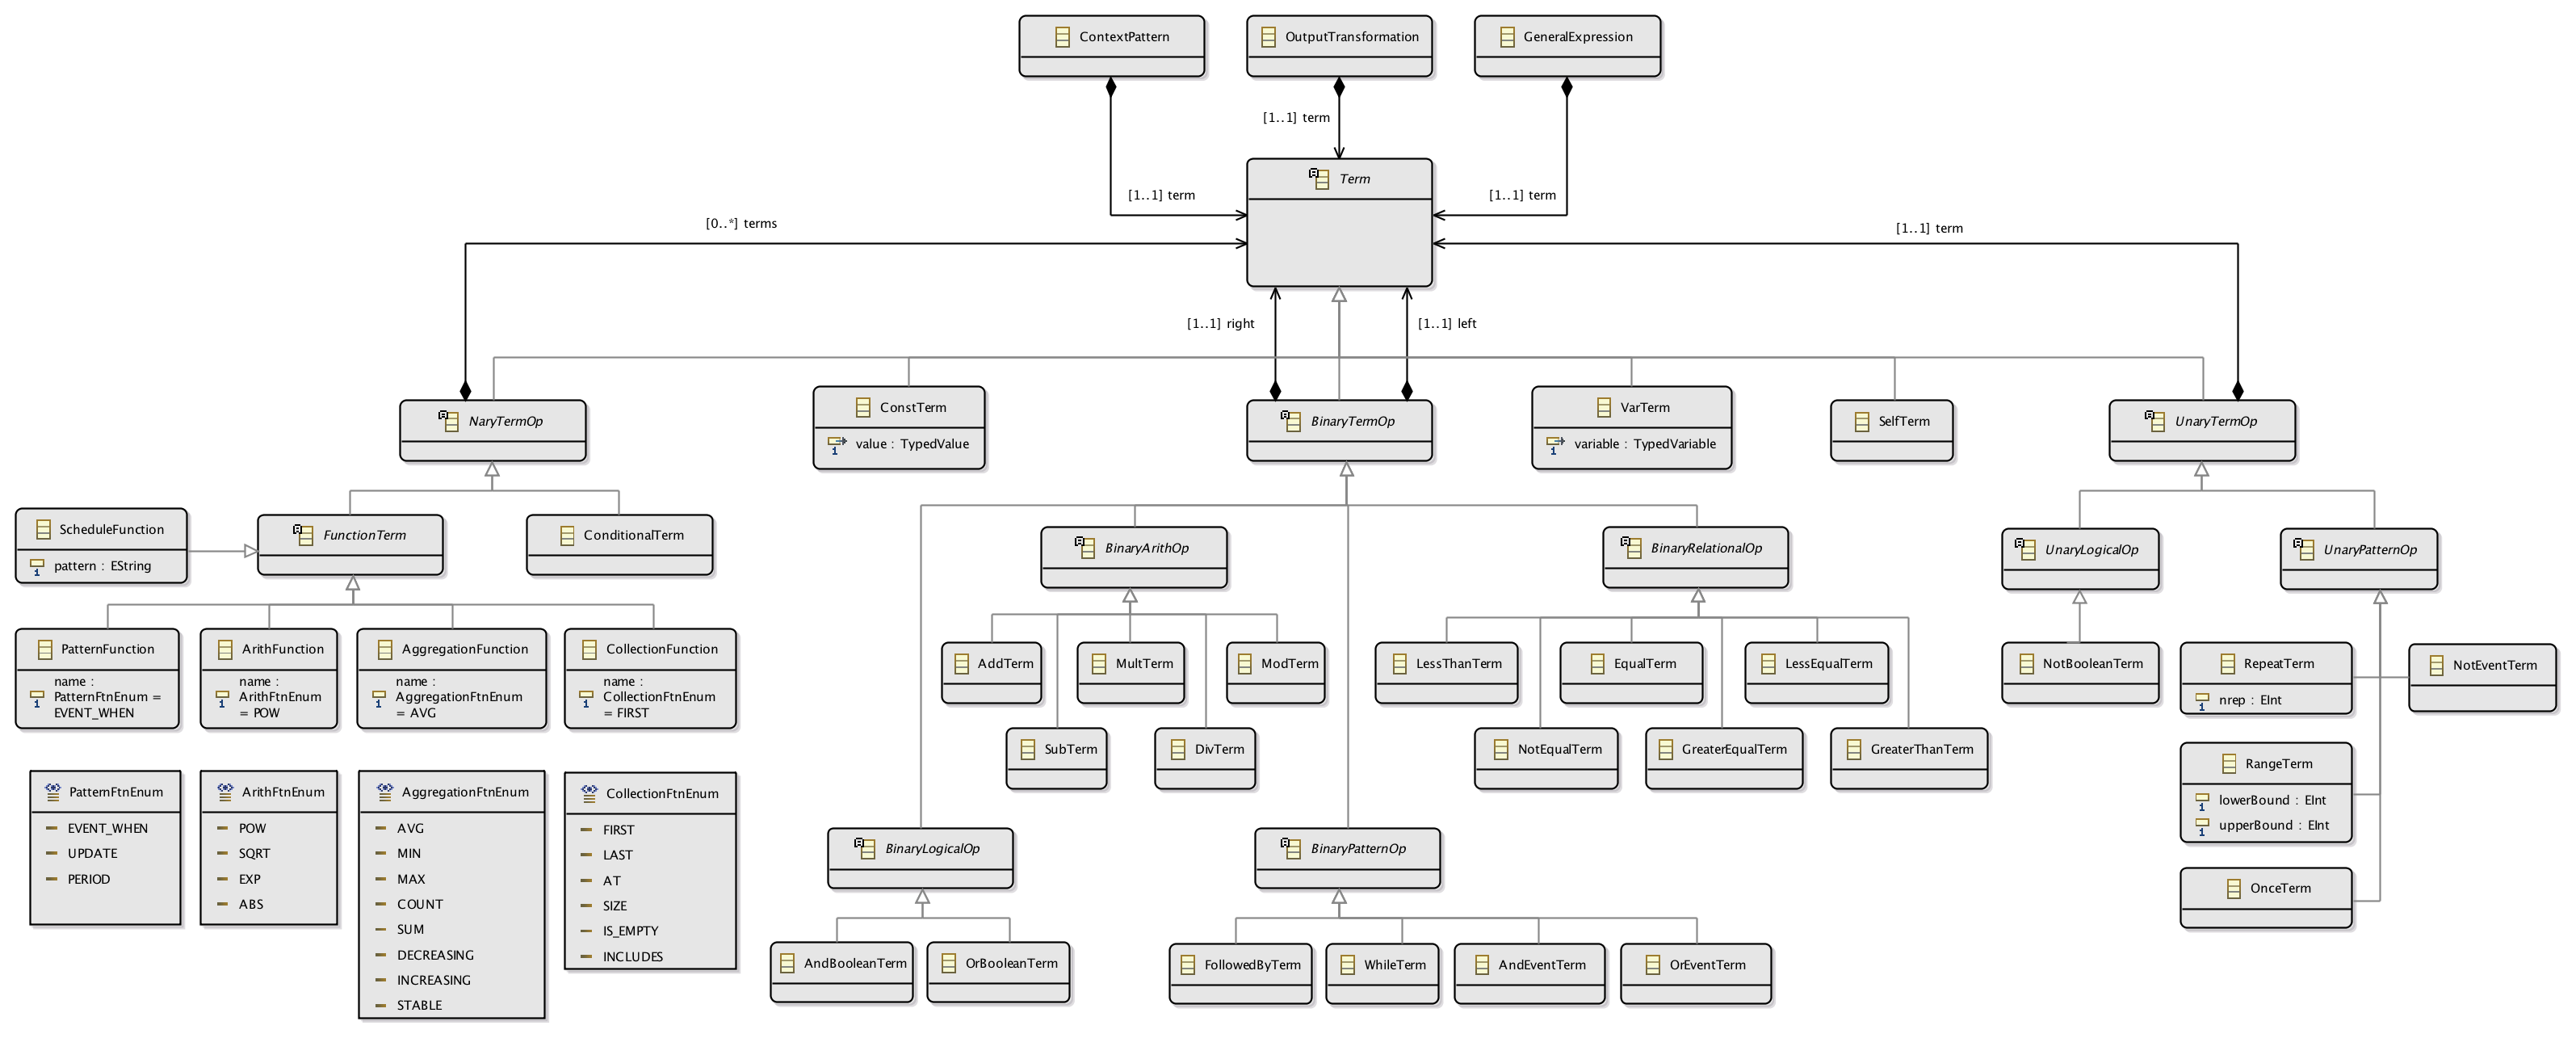 ContextPattern
OutputTransformation
GeneralExpression
[1..1] term
Term
[1..1] term
[1..1] term
[0..*] terms
[1..1] term
[1..1] right
[1..1] left
NaryTermOp
ConstTerm
value : TypedValue
BinaryTermOp
VarTerm
variable : TypedVariable
SelfTerm
UnaryTermOp
ScheduleFunction
pattern : EString
FunctionTerm
ConditionalTerm
BinaryArithOp
BinaryRelationalOp
UnaryLogicalOp
UnaryPatternOp
PatternFunction
name :
PatternFtnEnum =
EVENT_WHEN
ArithFunction
name :
ArithFtnEnum
= POW
AggregationFunction
name :
AggregationFtnEnum
= AVG
CollectionFunction
name :
CollectionFtnEnum
= FIRST
AddTerm
MultTerm
ModTerm
LessThanTerm
EqualTerm
LessEqualTerm
NotBooleanTerm
RepeatTerm
nrep : EInt
NotEventTerm
SubTerm
DivTerm
NotEqualTerm
GreaterEqualTerm
GreaterThanTerm
RangeTerm
lowerBound : EInt
upperBound : EInt
PatternFtnEnum
EVENT_WHEN
UPDATE
PERIOD
ArithFtnEnum
POW
SQRT
EXP
ABS
AggregationFtnEnum
AVG
MIN
MAX
COUNT
SUM
DECREASING
INCREASING
STABLE
CollectionFtnEnum
FIRST
LAST
AT
SIZE
IS_EMPTY
INCLUDES
BinaryLogicalOp
BinaryPatternOp
OnceTerm
AndBooleanTerm
OrBooleanTerm
FollowedByTerm
WhileTerm
AndEventTerm
OrEventTerm